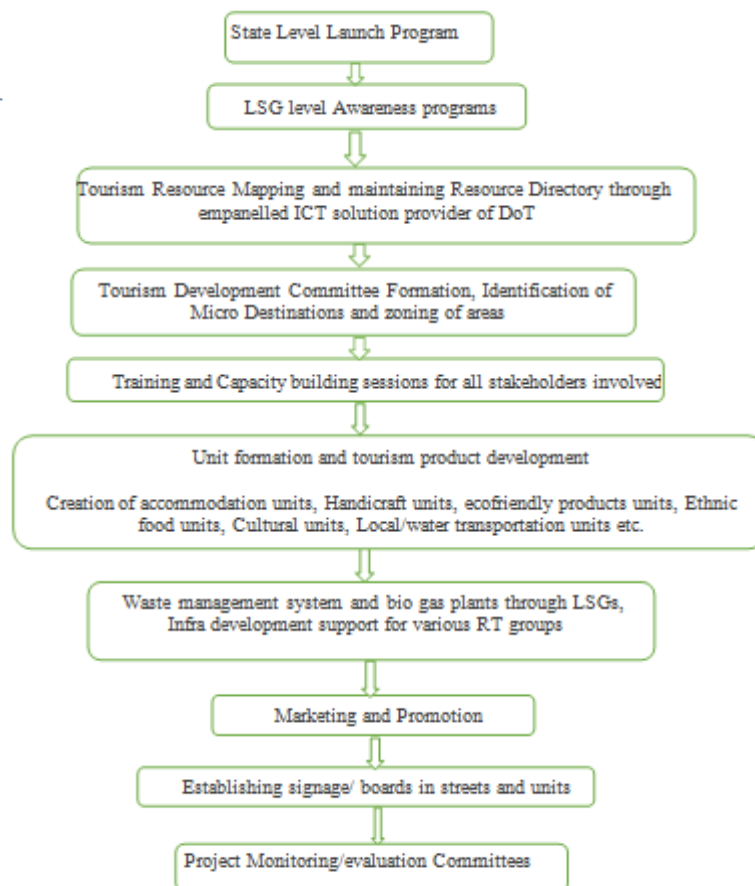 State Level Launch Program
LSG level Awareness programs
Tourism Resource Mapping and maintaining Resource Directory through
empanelled ICT solution provider of DoT
Tourism Development Committee Formation, Identification of
Micro Destinations and zoning of areas
Training and Capacity building sessions for all stakeholders involved
Unit formation and tourism product development
Creation of accommodation units, Handicraft units, ecofriendly products units, Ethnic
food units, Cultural units, Local/water transportation units etc.
Waste management system and bio gas plants through LSGs,
Infra development support for various RT groups
Marketing and Promotion
Establishing signage/ boards in streets and units
Project Monitoring/evaluation Committees